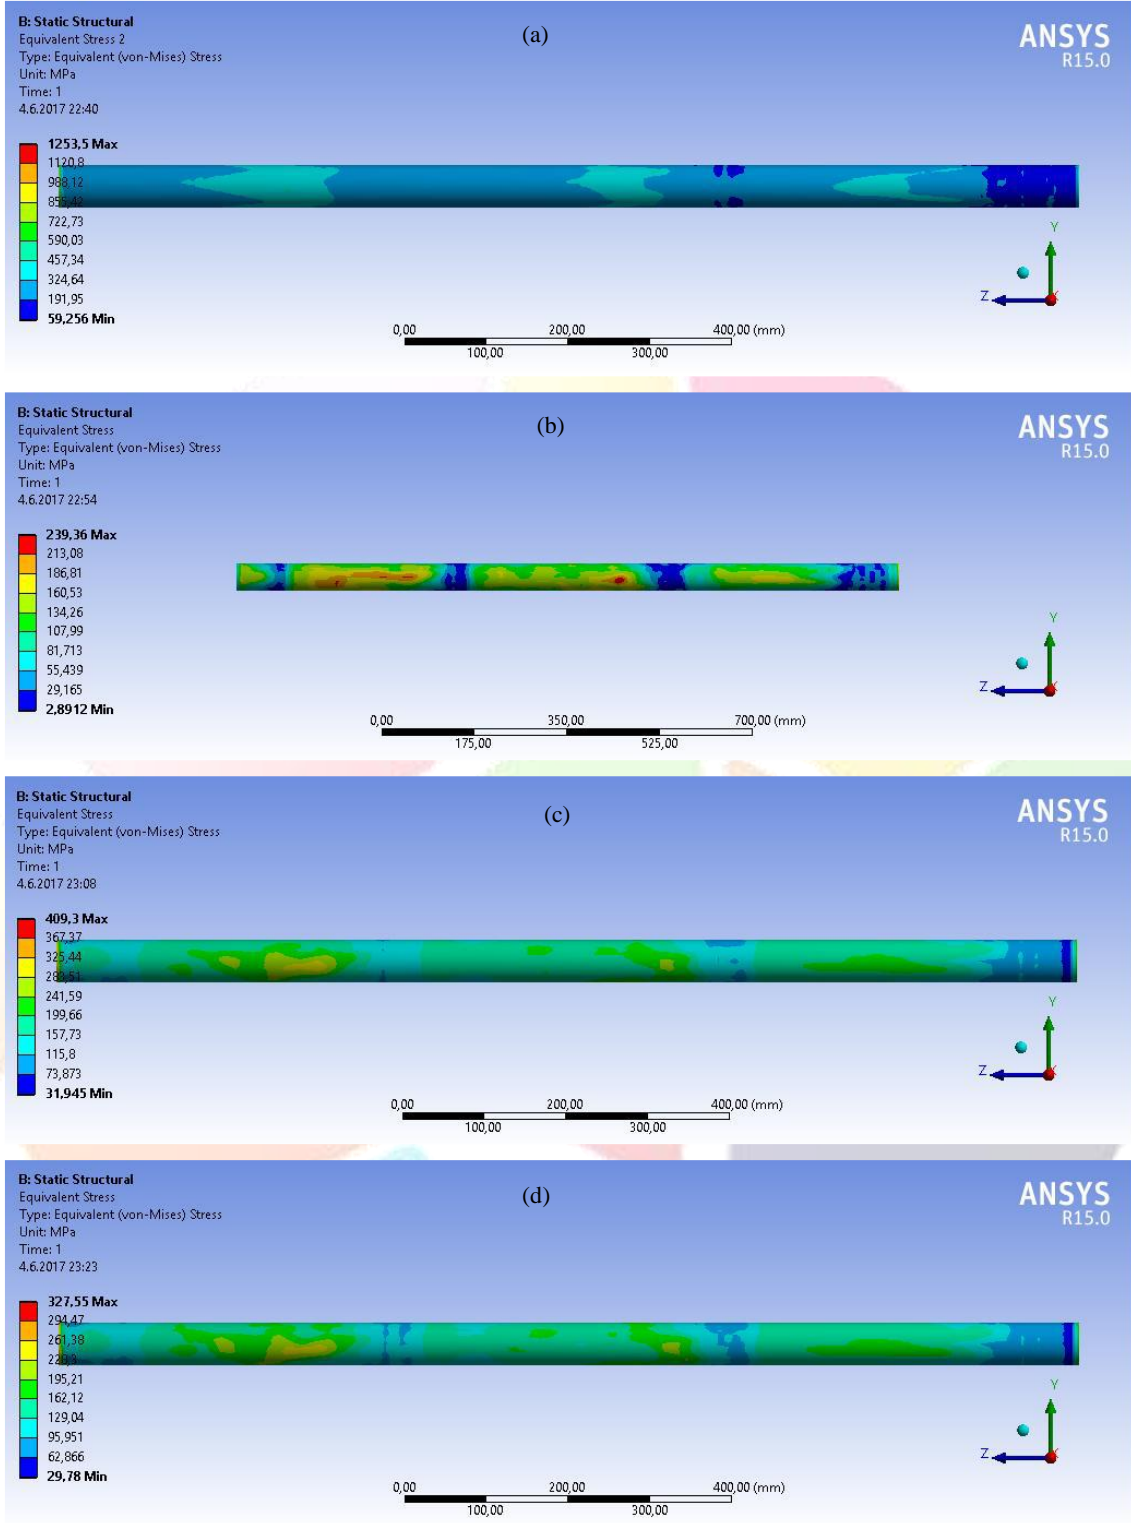 B: Static Structural
Equivalent Stress 2
Type: Equivalent (von-Mises) Stress
Unit: MPa
Time: 1
4.6.2017 22:40
(a)
ANSYS
R15.0
1253,5 Max
1120,8
988,12
855,42
722,73
590,03
457,34
324,64
191,95
59,256 Min
Y
Z
X
0,00 200,00 400,00 (mm)
100,00 300,00
B: Static Structural
Equivalent Stress
Type: Equivalent (von-Mises) Stress
Unit: MPa
Time: 1
4.6.2017 22:54
(b)
ANSYS
R15.0
239,36 Max
213,08
186,81
160,53
134,26
107,99
81,713
55,439
29,165
2,8912 Min
Y
Z
X
0,00 350,00 700,00 (mm)
175,00 525,00
B: Static Structural
Equivalent Stress
Type: Equivalent (von-Mises) Stress
Unit: MPa
Time: 1
4.6.2017 23:08
(c)
ANSYS
R15.0
409,3 Max
367,37
325,44
283,51
241,59
199,66
157,73
115,8
73,873
31,945 Min
Y
Z
X
0,00 200,00 400,00 (mm)
100,00 300,00
B: Static Structural
Equivalent Stress
Type: Equivalent (von-Mises) Stress
Unit: MPa
Time: 1
4.6.2017 23:23
(d)
ANSYS
R15.0
327,55 Max
294,47
261,38
228,3
195,21
162,12
129,04
95,951
62,866
29,78 Min
Y
Z
X
0,00 200,00 400,00 (mm)
100,00 300,00